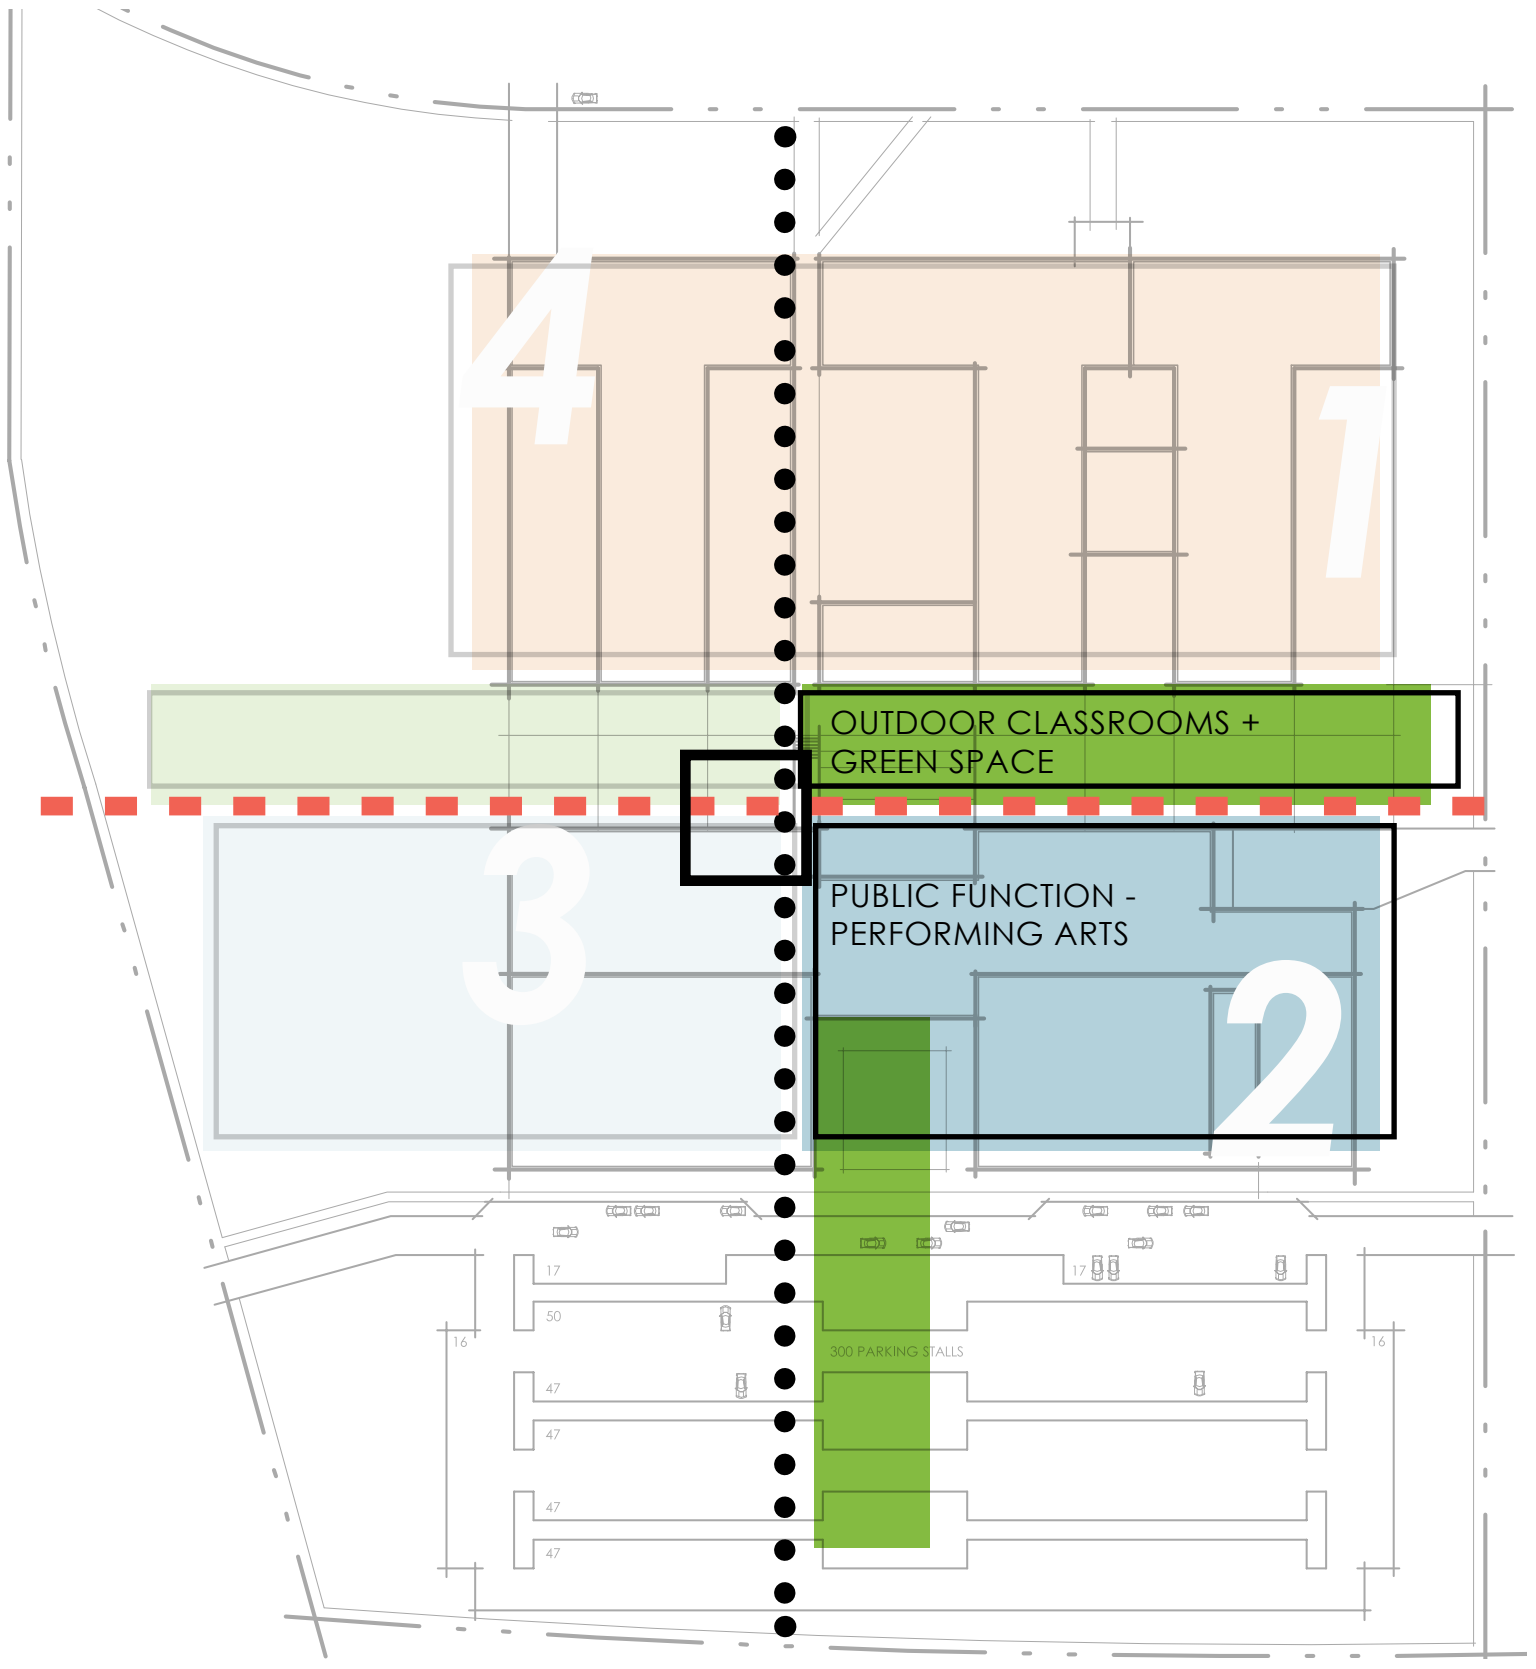 4
1
OUTDOOR CLASSROOMS +
GREEN SPACE
3
PUBLIC FUNCTION -
PERFORMING ARTS
2
17
17
50
16
16
300 PARKING STALLS
47
47
47
47